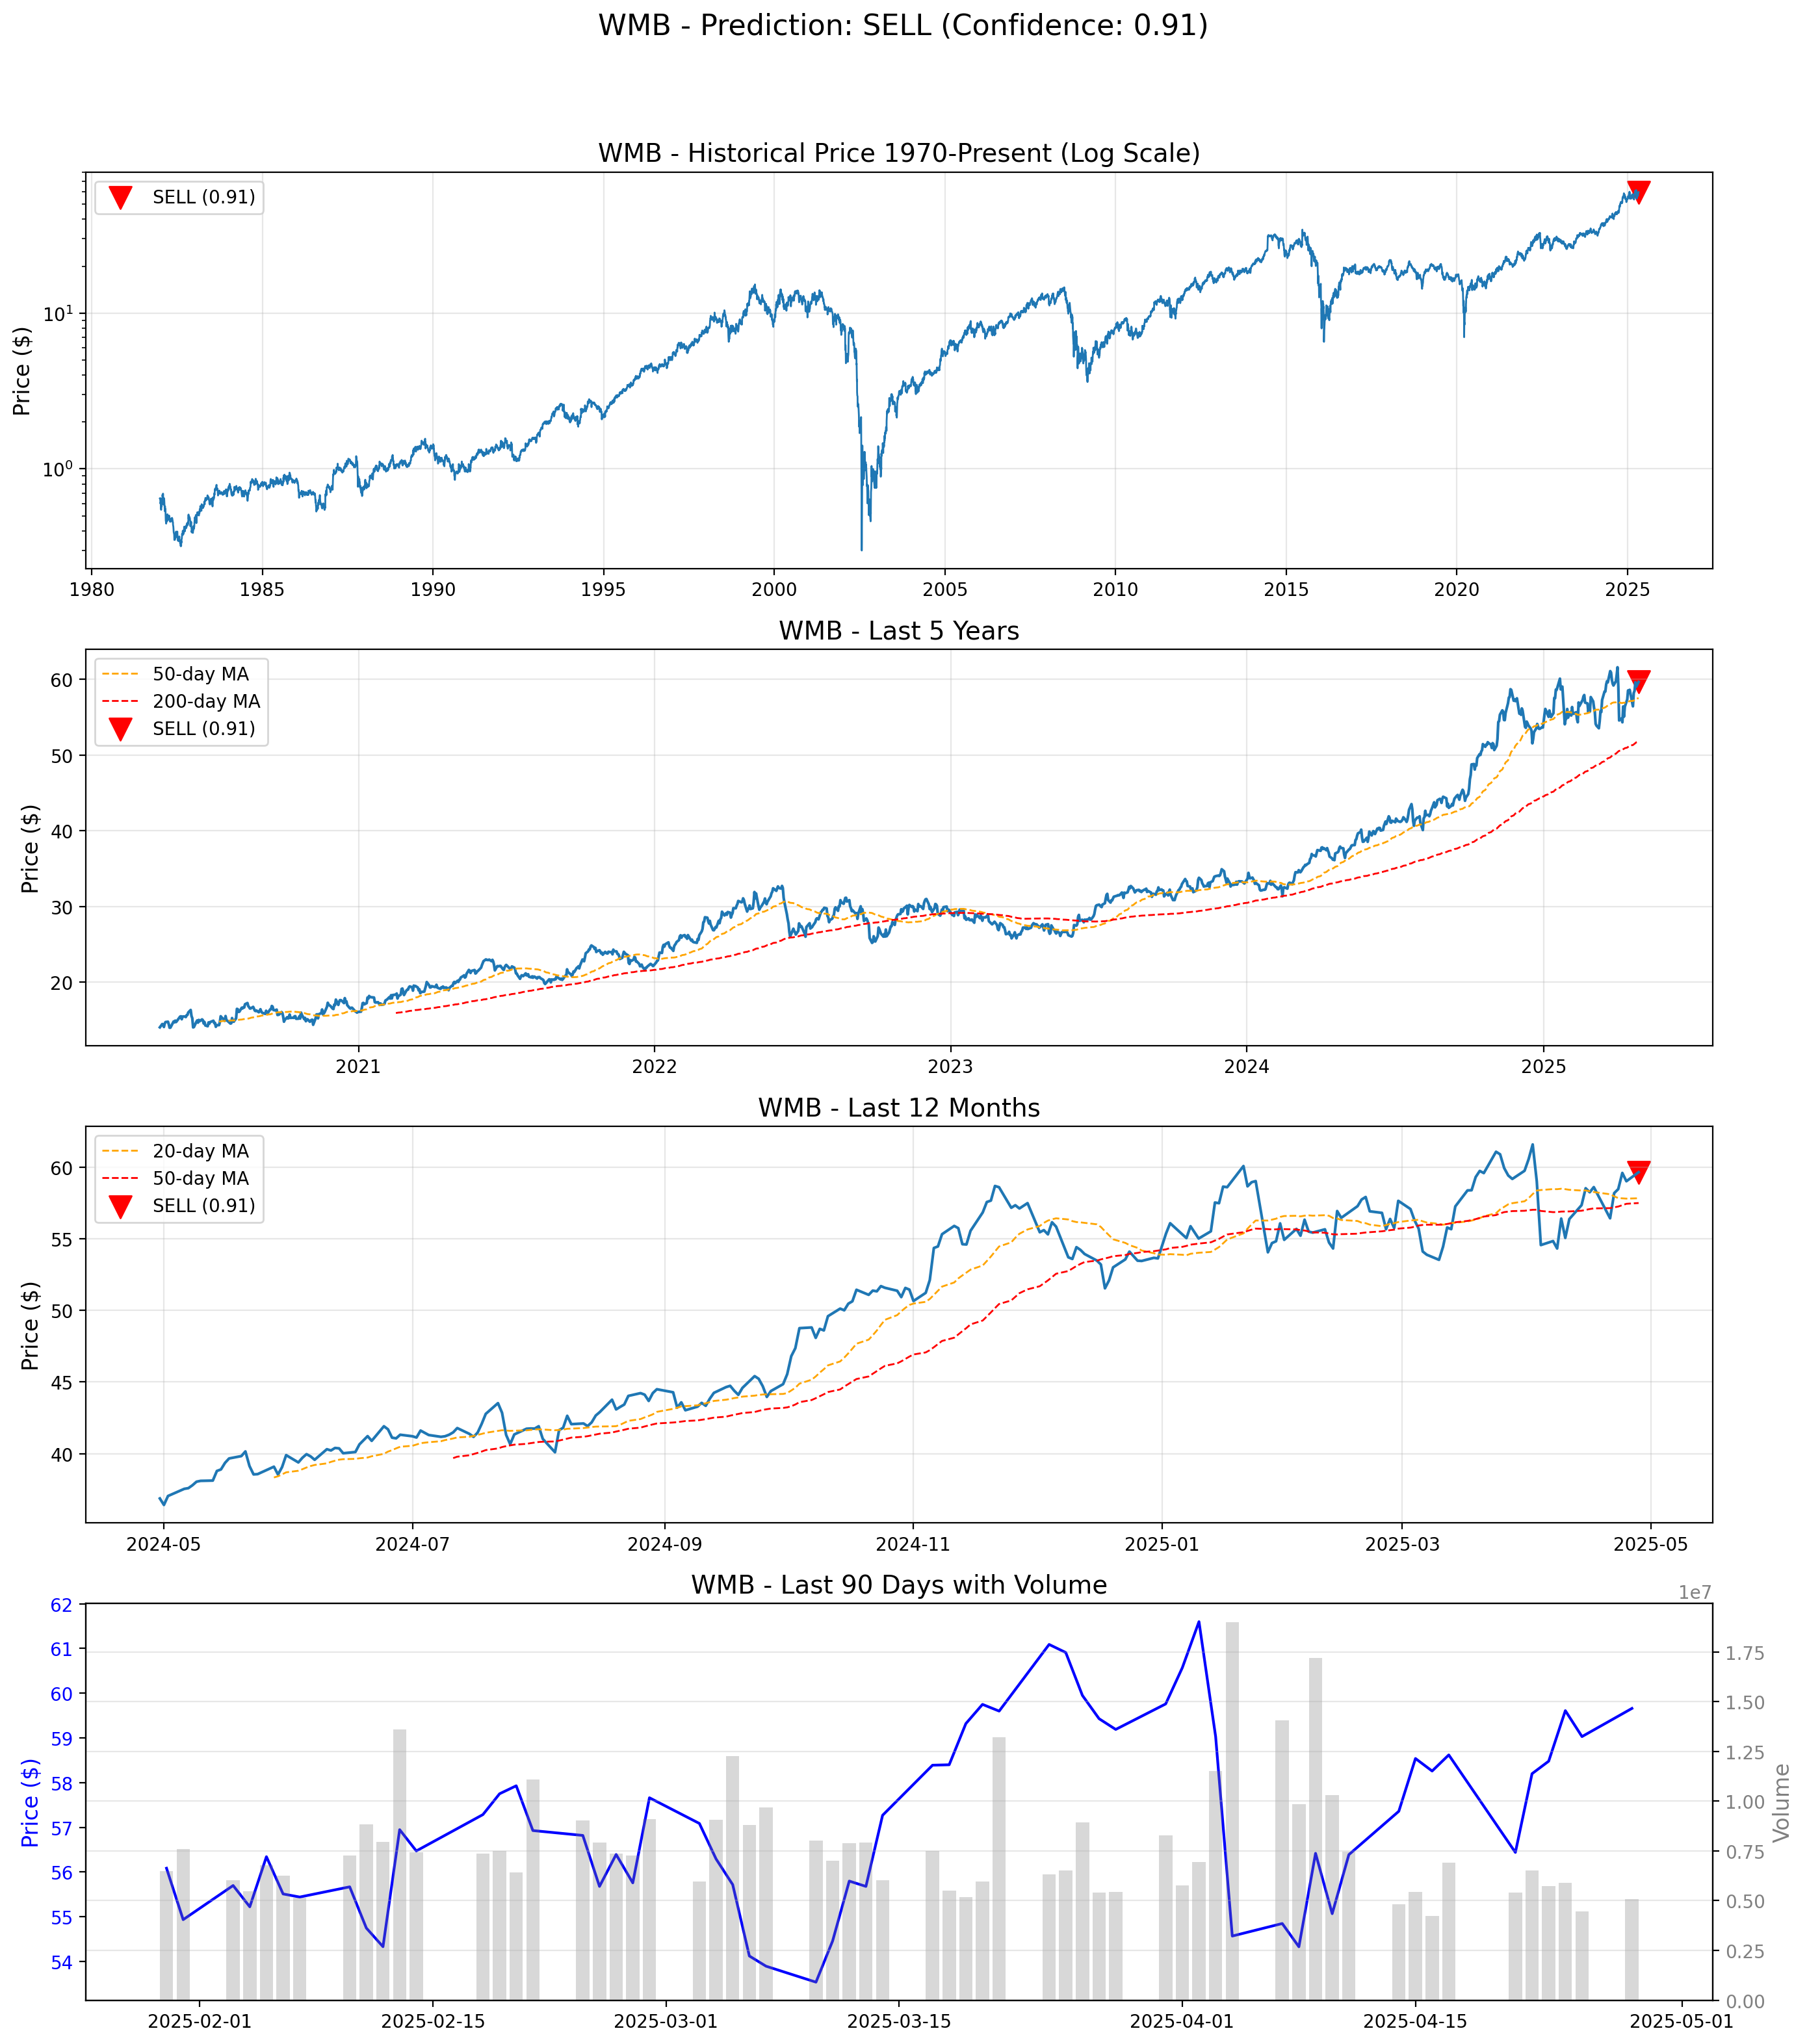 WMB - Prediction: SELL (Confidence: 0.91)
WMB - Historical Price 1970-Present (Log Scale)
SELL (0.91)
Price ($)
10¹
10⁰
1980 1985 1990 1995 2000 2005 2010 2015 2020 2025
WMB - Last 5 Years
50-day MA
200-day MA
SELL (0.91)
Price ($)
60
50
40
30
20
2021 2022 2023 2024 2025
WMB - Last 12 Months
20-day MA
50-day MA
SELL (0.91)
Price ($)
60
55
50
45
40
2024-05 2024-07 2024-09 2024-11 2025-01 2025-03 2025-05
WMB - Last 90 Days with Volume
1e7
Price ($)
62
61
60
59
58
57
56
55
54
1.75
1.50
1.25
1.00
0.75
0.50
0.25
0.00
Volume
2025-02-01 2025-02-15 2025-03-01 2025-03-15 2025-04-01 2025-04-15 2025-05-01